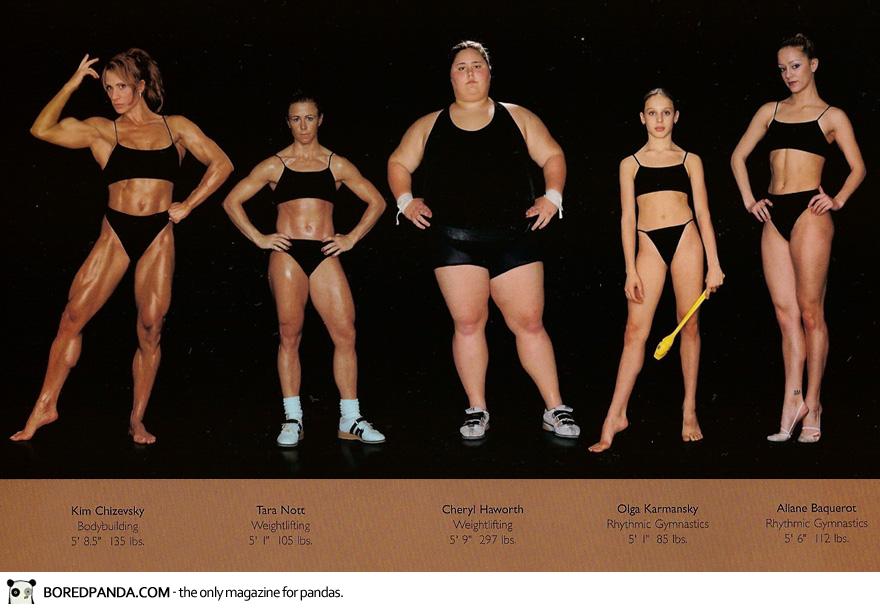 Kim Chizevsky
Bodybuilding
5' 8.5" 135 lbs.
Tara Nott
Weightlifting
5' 1" 105 lbs.
Cheryl Haworth
Weightlifting
5' 9" 297 lbs.
Olga Karmansky
Rhythmic Gymnastics
5' 1" 85 lbs.
Aliane Baquerot
Rhythmic Gymnastics
5' 6" 112 lbs.
BOREDPANDA.COM - the only magazine for pandas.